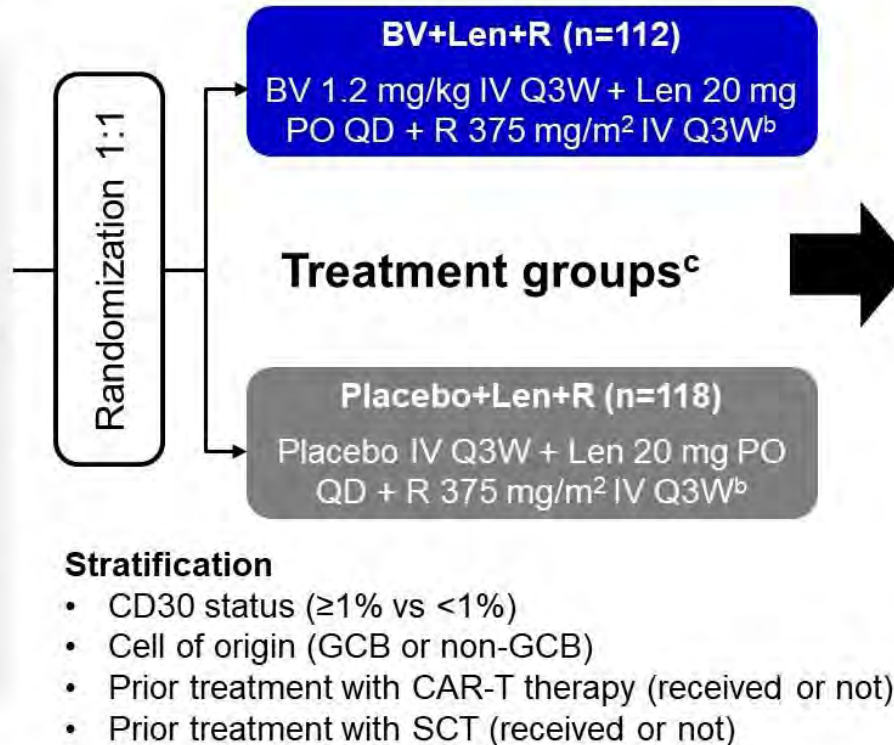 Randomization 1:1
BV+Len+R (n=112)
BV 1.2 mg/kg IV Q3W + Len 20 mg
PO QD + R 375 mg/m² IV Q3Wᵇ
Treatment groupsᶜ
Placebo+Len+R (n=118)
Placebo IV Q3W + Len 20 mg PO
QD + R 375 mg/m² IV Q3Wᵇ
Stratification
• CD30 status (≥1% vs <1%)
• Cell of origin (GCB or non-GCB)
• Prior treatment with CAR-T therapy (received or not)
• Prior treatment with SCT (received or not)